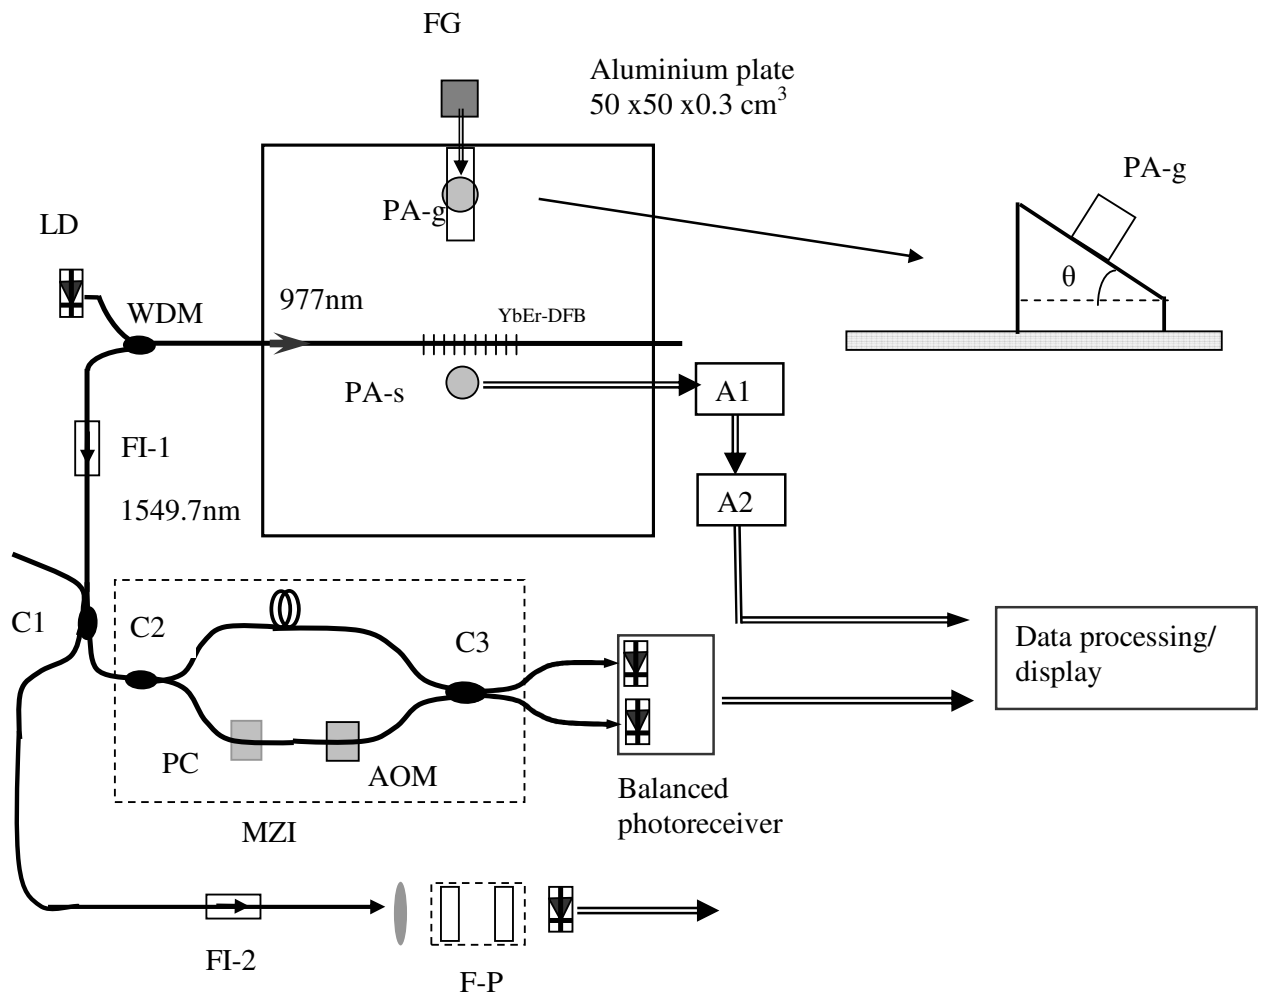 FG
Aluminium plate
50 x50 x0.3 cm³
PA-g
PA-g
LD
WDM
977nm
YbEr-DFB
θ
PA-s
A1
FI-1
A2
1549.7nm
C1
C2
C3
Data processing/
display
PC
AOM
MZI
Balanced
photoreceiver
FI-2
F-P